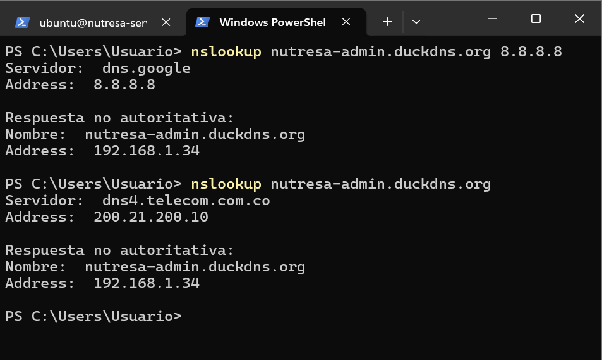 ubuntu@nutresa-ser
Windows PowerShel
PS C:\Users\Usuario> nslookup nutresa-admin.duckdns.org 8.8.8.8
Servidor:  dns.google
Address:  8.8.8.8
Respuesta no autoritativa:
Nombre:  nutresa-admin.duckdns.org
Address:  192.168.1.34
PS C:\Users\Usuario> nslookup nutresa-admin.duckdns.org
Servidor:  dns4.telecom.com.co
Address:  200.21.200.10
Respuesta no autoritativa:
Nombre:  nutresa-admin.duckdns.org
Address:  192.168.1.34
PS C:\Users\Usuario>